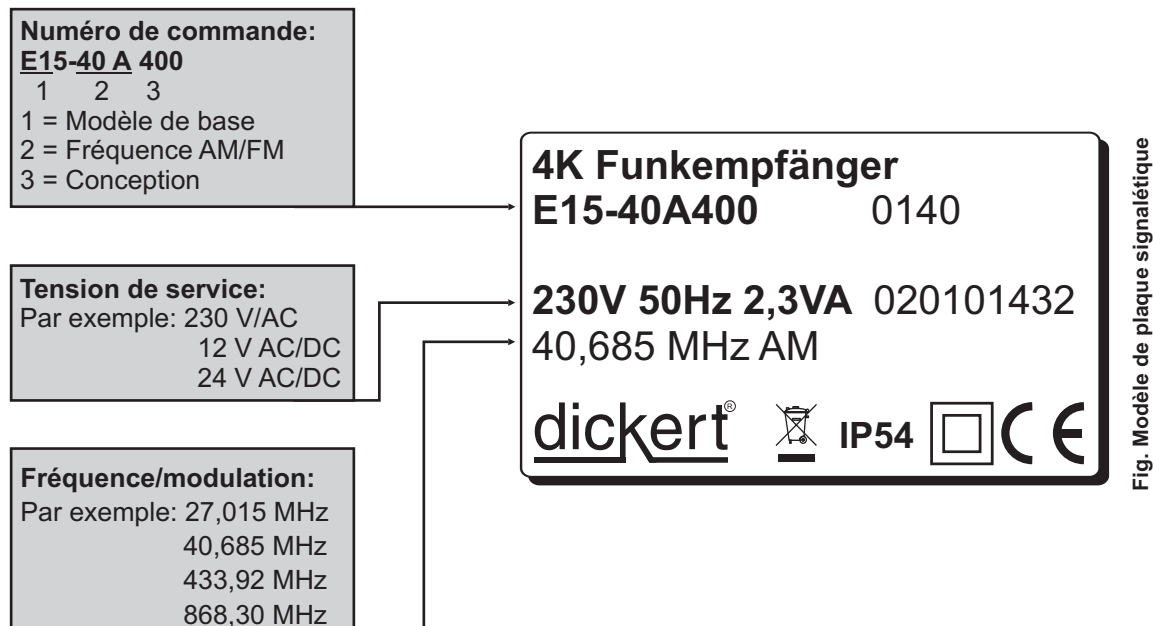 Numéro de commande:
E15-40 A 400
1 2 3
1 = Modèle de base
2 = Fréquence AM/FM
3 = Conception
Tension de service:
Par exemple: 230 V/AC
12 V AC/DC
24 V AC/DC
Fréquence/modulation:
Par exemple: 27,015 MHz
40,685 MHz
433,92 MHz
868,30 MHz
4K Funkempfänger
E15-40A400 0140
230V 50Hz 2,3VA 020101432
40,685 MHz AM
dickert® IP54 CE
Fig. Modèle de plaque signalétique